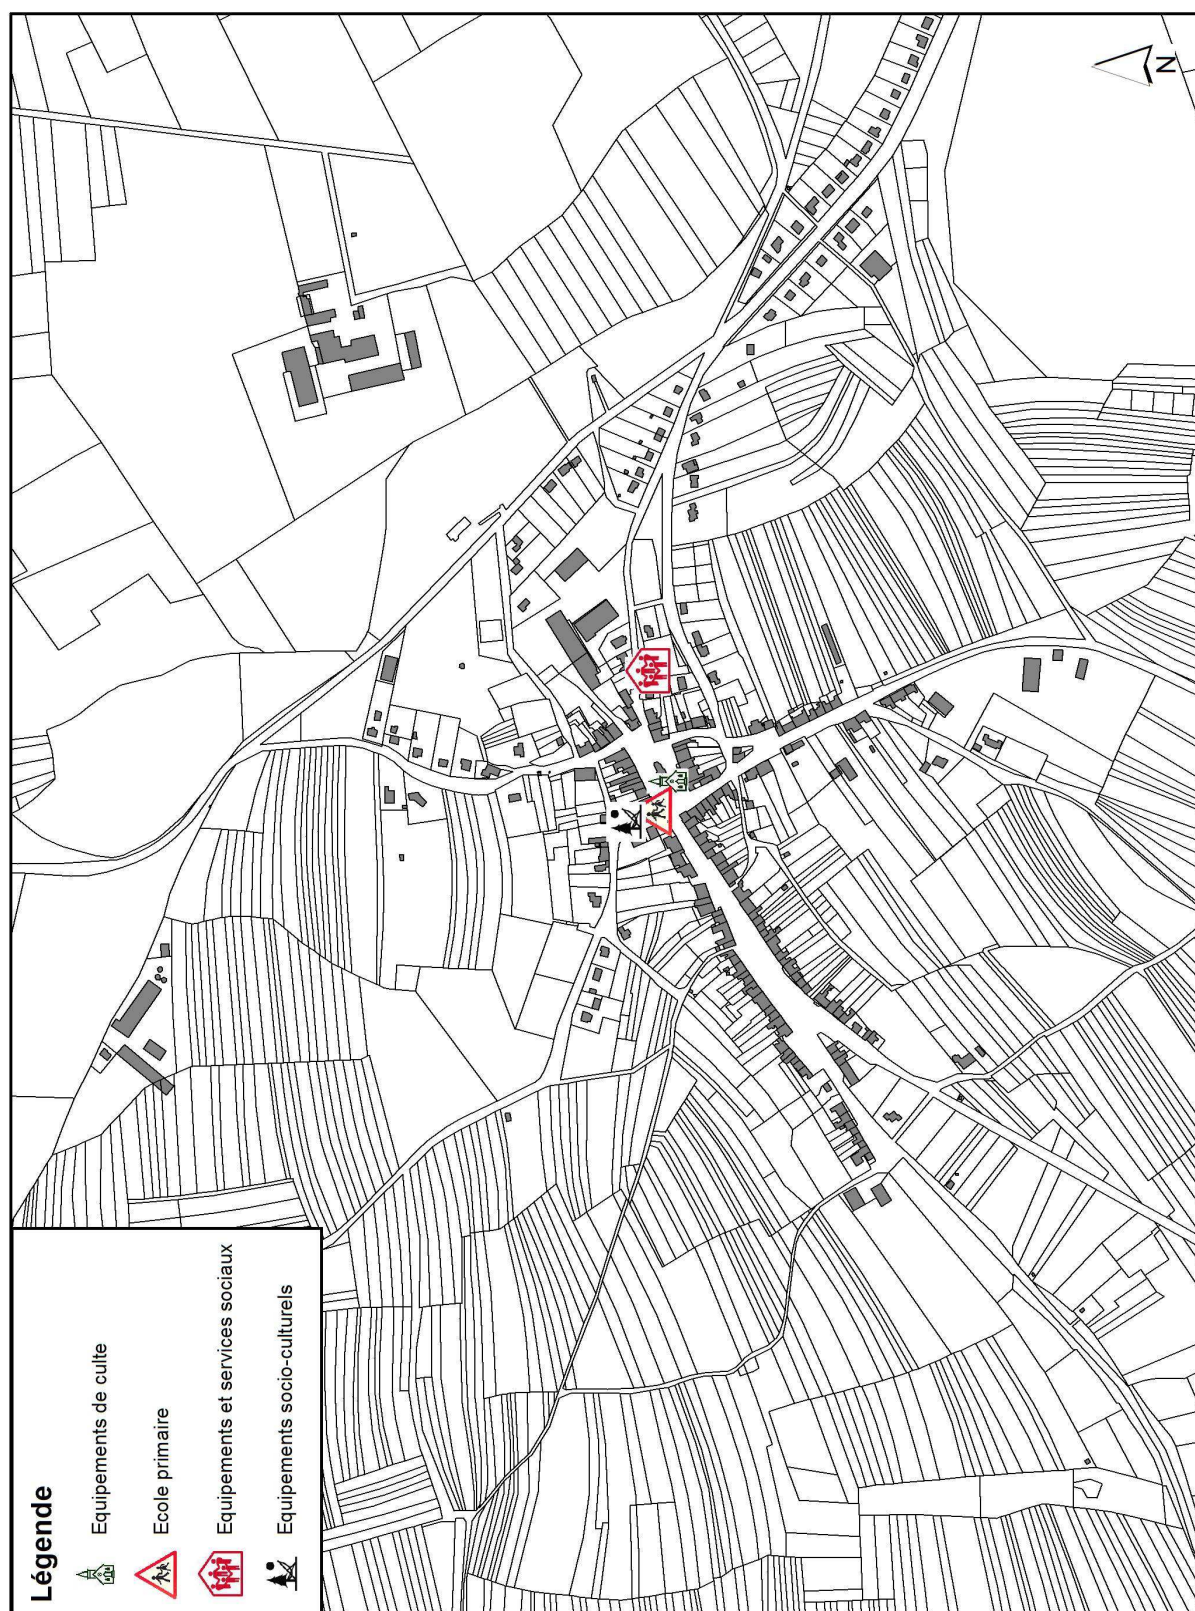 Légende
Equipements de culte
Ecole primaire
Equipements et services sociaux
Equipements socio-culturels
N